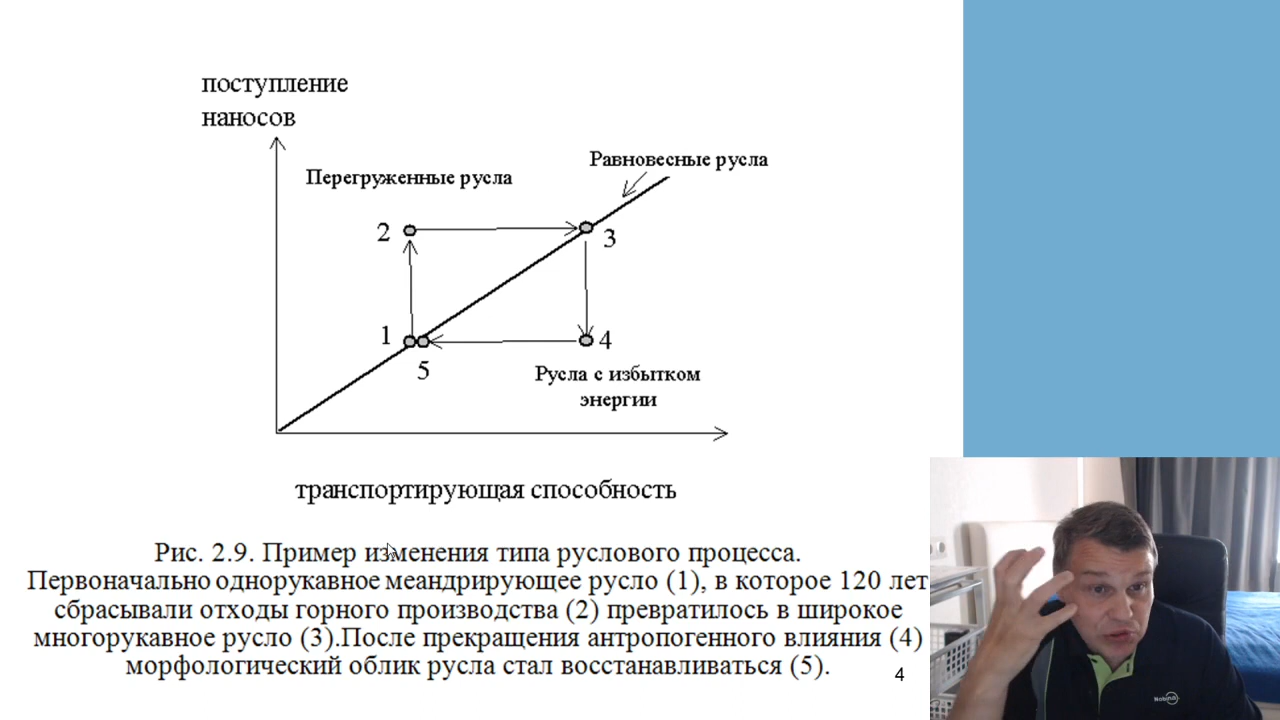 поступление
наносов
Перегруженные русла
Равновесные русла
2
3
1
4
5
Русла с избытком
энергии
транспортирующая способность
Рис. 2.9. Пример изменения типа руслового процесса.
Первоначально однорукавное меандрирующее русло (1), в которое 120 лет
сбрасывали отходы горного производства (2) превратилось в широкое
многорукавное русло (3).После прекращения антропогенного влияния (4)
морфологический облик русла стал восстанавливаться (5).
4